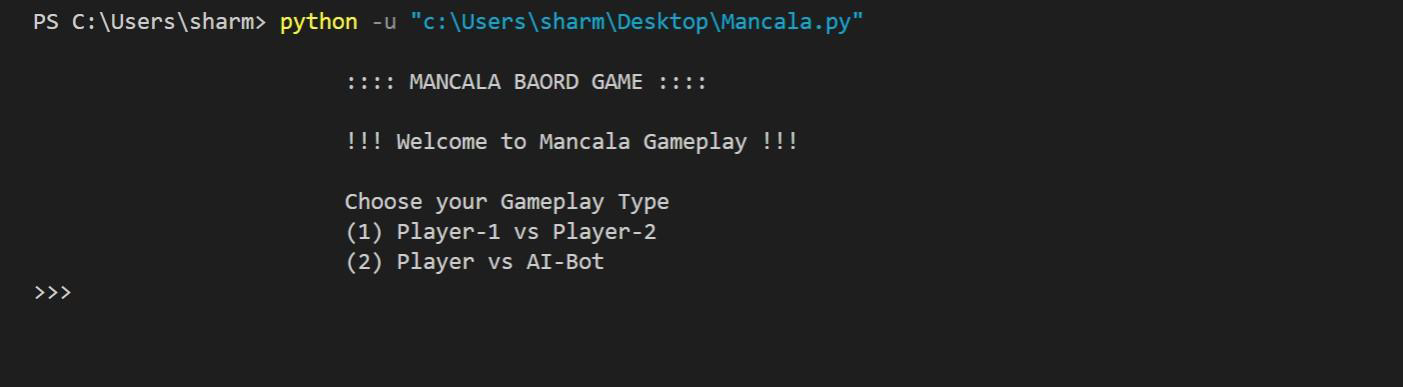 PS C:\Users\sharm> python -u "c:\Users\sharm\Desktop\Mancala.py"
:::: MANCALA BAORD GAME ::::
!!! Welcome to Mancala Gameplay !!!
Choose your Gameplay Type
(1) Player-1 vs Player-2
(2) Player vs AI-Bot
>>>